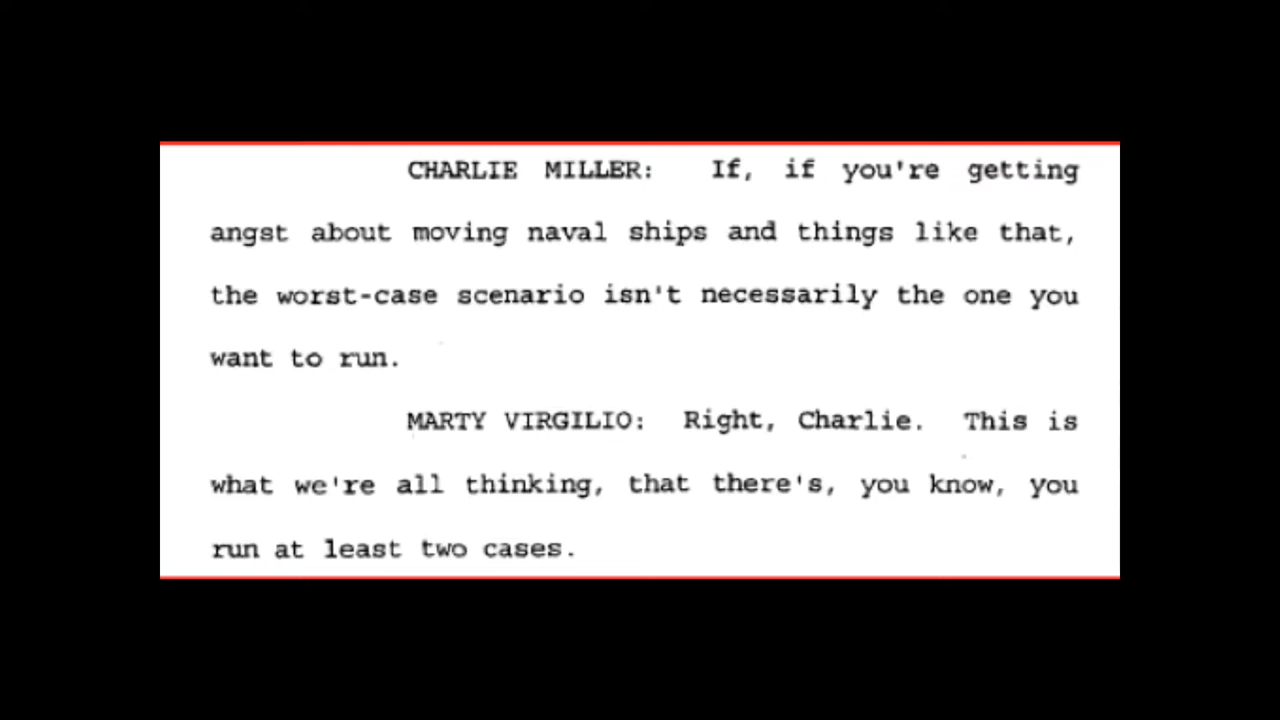 CHARLIE MILLER: If, if you're getting
angst about moving naval ships and things like that,
the worst-case scenario isn't necessarily the one you
want to run.
MARTY VIRGILIO: Right, Charlie. This is
what we're all thinking, that there's, you know, you
run at least two cases.